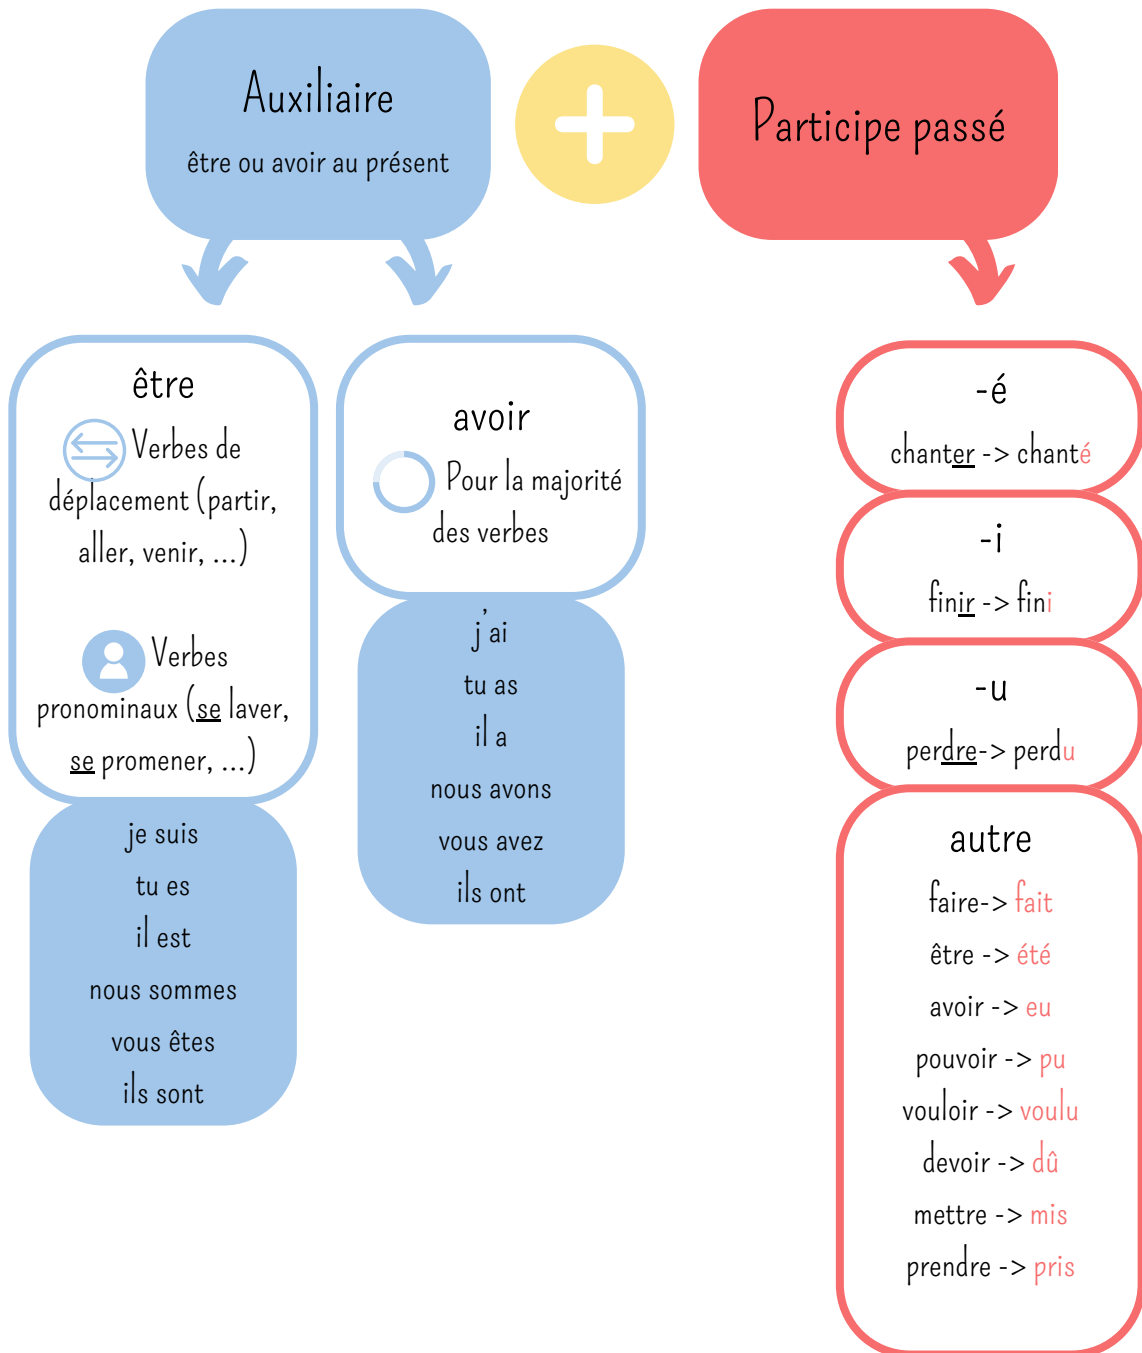 Auxiliaire
être ou avoir au présent
Participe passé
être
Verbes de
déplacement (partir,
aller, venir, ...)
Verbes
pronominaux (se laver,
se promener, ...)
je suis
tu es
il est
nous sommes
vous êtes
ils sont
avoir
Pour la majorité
des verbes
j'ai
tu as
il a
nous avons
vous avez
ils ont
-é
chanter -> chanté
-i
finir -> fini
-u
perdre-> perdu
autre
faire-> fait
être -> été
avoir -> eu
pouvoir -> pu
vouloir -> voulu
devoir -> dû
mettre -> mis
prendre -> pris